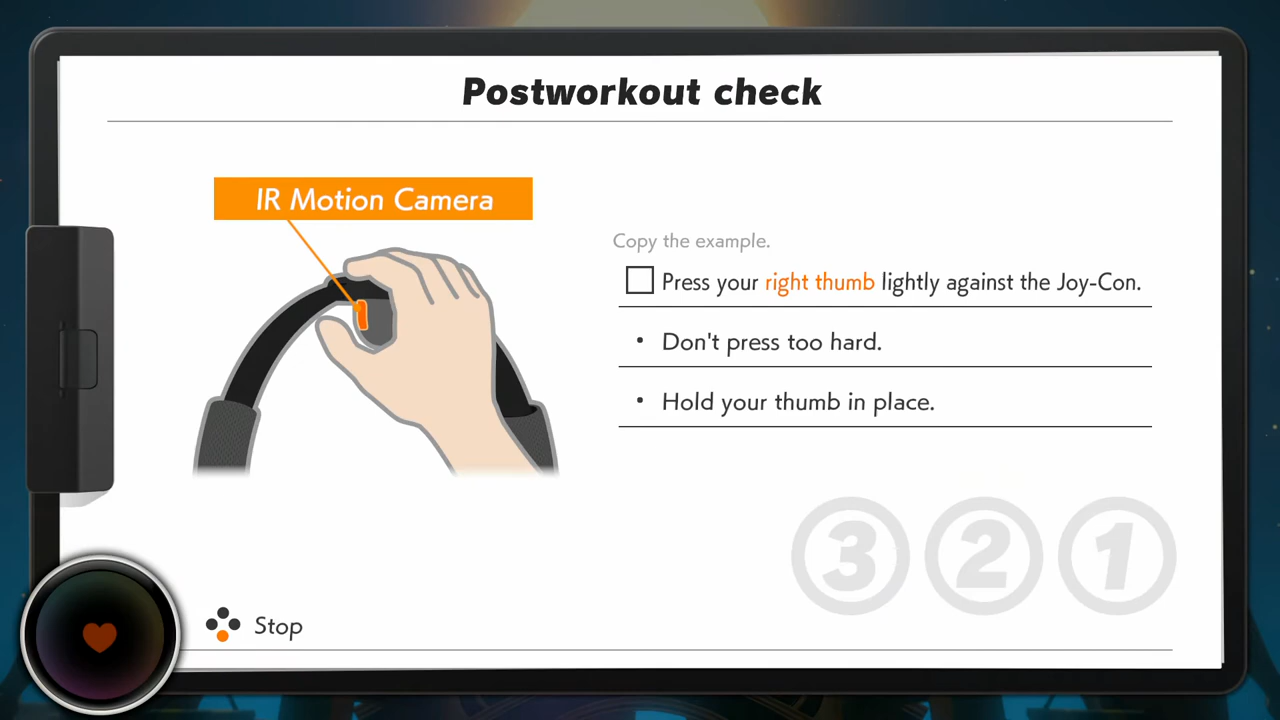 Postworkout check
IR Motion Camera
Copy the example.
Press your right thumb lightly against the Joy-Con.
• Don't press too hard.
• Hold your thumb in place.
3 2 1
Stop